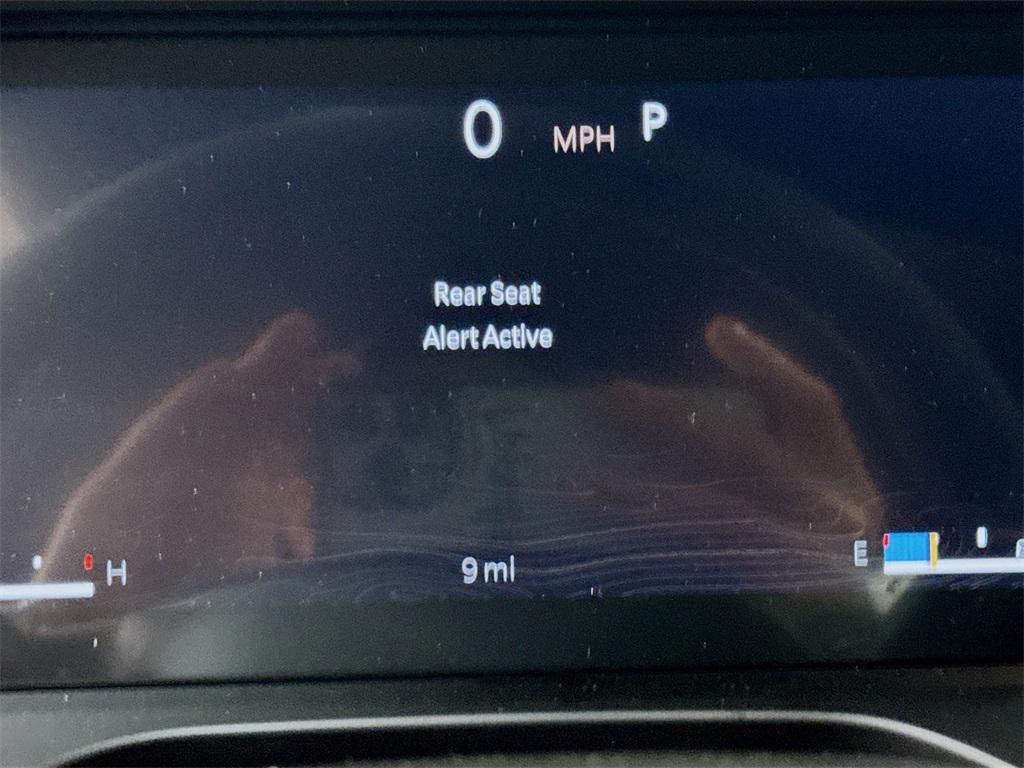 0 MPH P
Rear Seat
Alert Active
H
9 mi
E